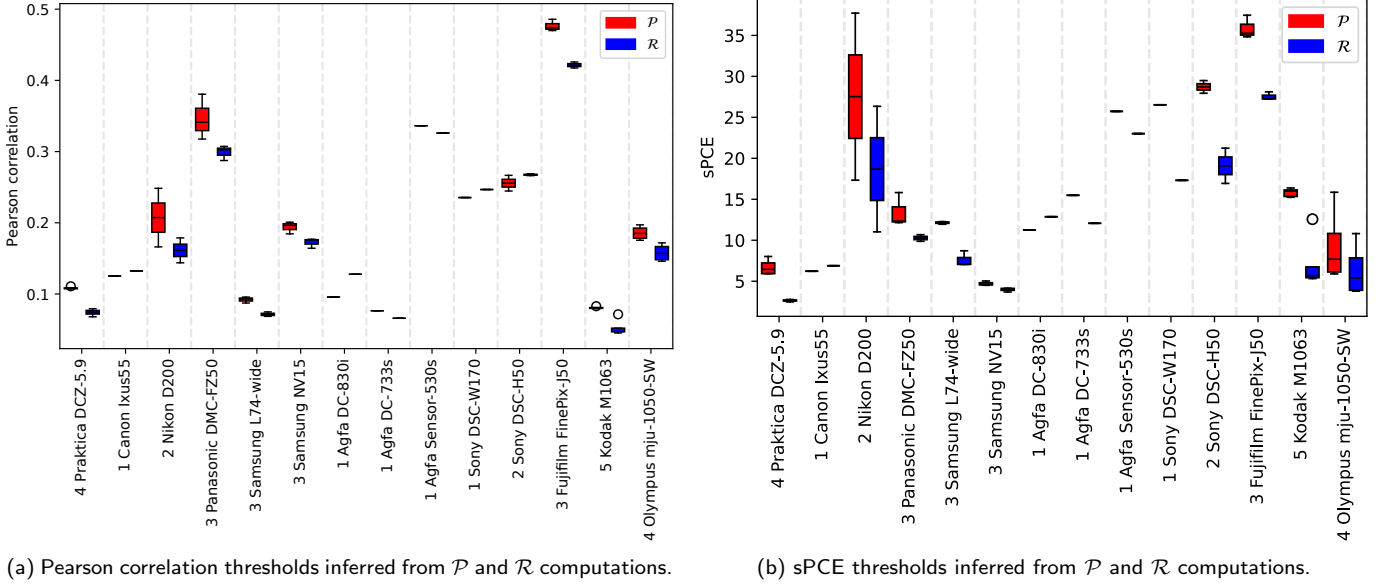 0.5
0.4
0.3
0.2
0.1
Pearson correlation
𝒫
ℛ
4 Praktica DCZ-5.9
1 Canon Ixus55
2 Nikon D200
3 Panasonic DMC-FZ50
3 Samsung L74-wide
3 Samsung NV15
1 Agfa DC-830i
1 Agfa DC-733s
1 Agfa Sensor-530s
1 Sony DSC-W170
2 Sony DSC-H50
3 Fujifilm FinePix-J50
5 Kodak M1063
4 Olympus mju-1050-SW
(a) Pearson correlation thresholds inferred from 𝒫 and ℛ computations.
35
30
25
20
15
10
5
sPCE
𝒫
ℛ
4 Praktica DCZ-5.9
1 Canon Ixus55
2 Nikon D200
3 Panasonic DMC-FZ50
3 Samsung L74-wide
3 Samsung NV15
1 Agfa DC-830i
1 Agfa DC-733s
1 Agfa Sensor-530s
1 Sony DSC-W170
2 Sony DSC-H50
3 Fujifilm FinePix-J50
5 Kodak M1063
4 Olympus mju-1050-SW
(b) sPCE thresholds inferred from 𝒫 and ℛ computations.